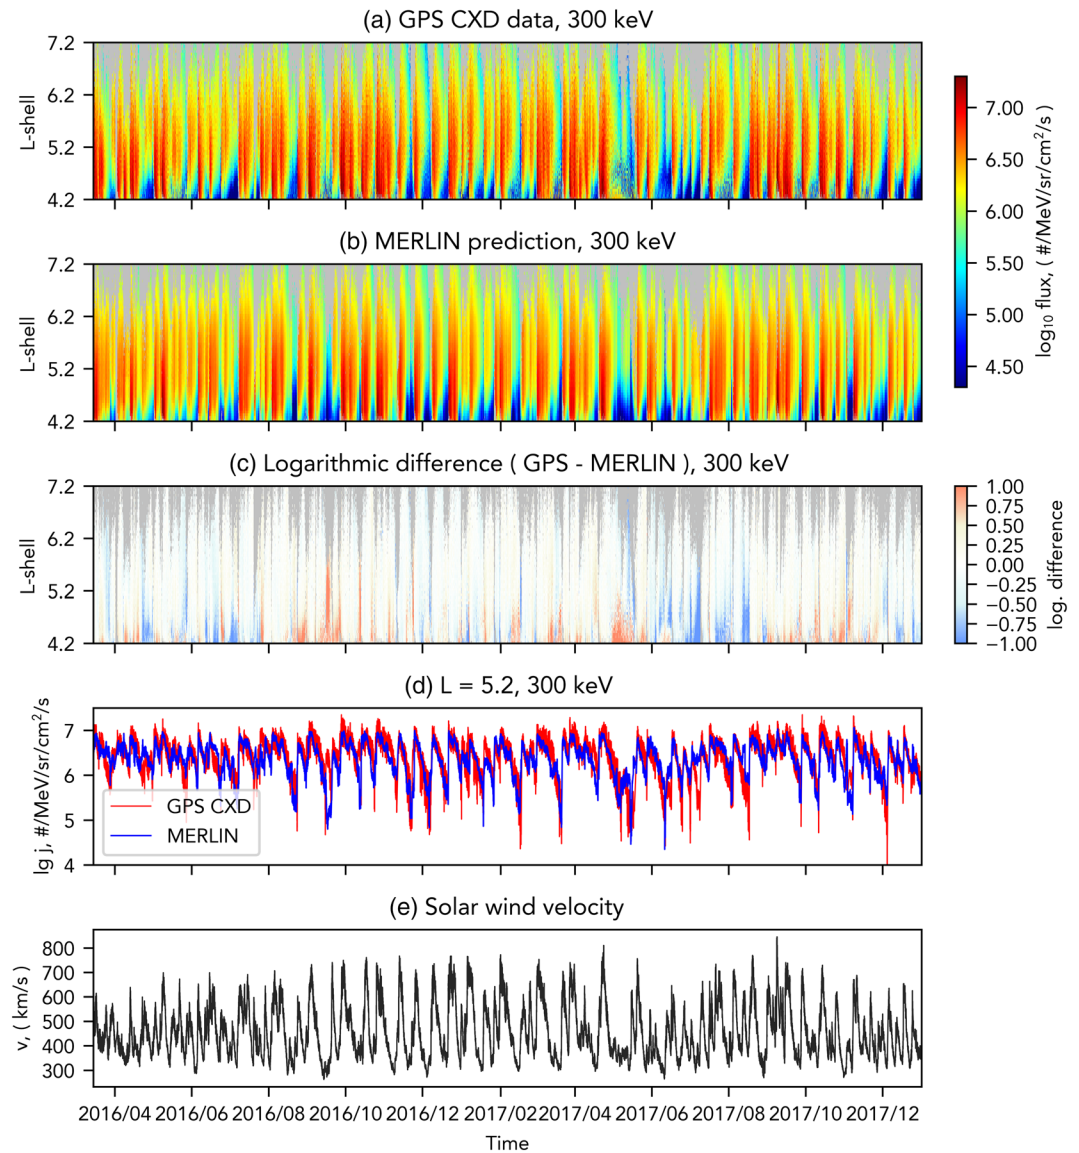 (a) GPS CXD data, 300 keV
7.2
6.2
5.2
4.2
L-shell
7.00
6.50
6.00
5.50
5.00
4.50
log₁₀ flux, ( #/MeV/sr/cm²/s )
(b) MERLIN prediction, 300 keV
7.2
6.2
5.2
4.2
L-shell
(c) Logarithmic difference ( GPS - MERLIN ), 300 keV
7.2
6.2
5.2
4.2
L-shell
1.00
0.75
0.50
0.25
0.00
−0.25
−0.50
−0.75
−1.00
log. difference
(d) L = 5.2, 300 keV
7
6
5
4
lg j, #/MeV/sr/cm²/s
GPS CXD
MERLIN
(e) Solar wind velocity
800
700
600
500
400
300
v, ( km/s )
2016/04 2016/06 2016/08 2016/10 2016/12 2017/02 2017/04 2017/06 2017/08 2017/10 2017/12
Time